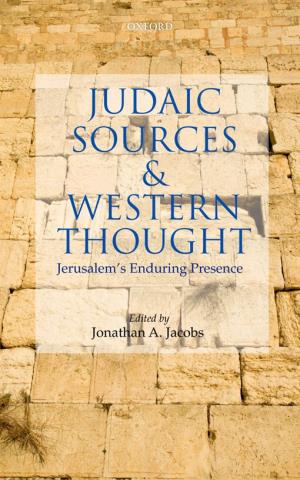 OXFORD
JUDAIC
SOURCES
&
WESTERN
THOUGHT
Jerusalem's Enduring Presence
Edited by
Jonathan A. Jacobs